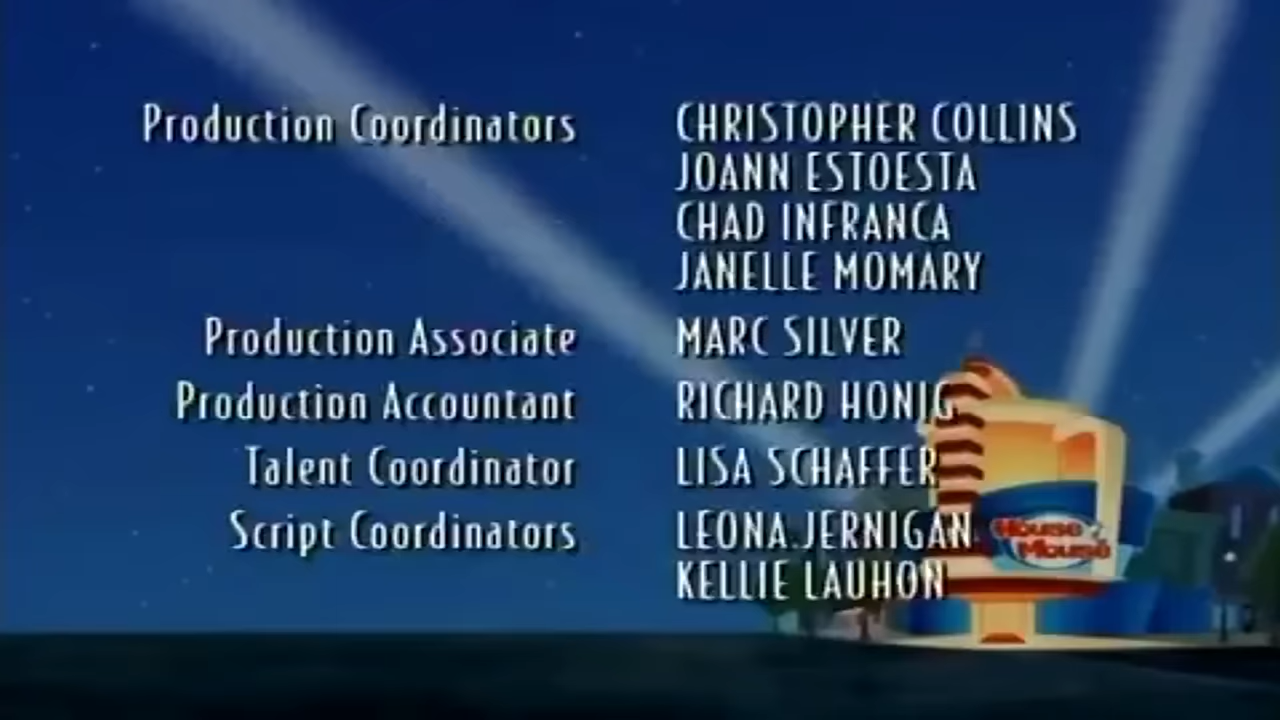 Production Coordinators CHRISTOPHER COLLINS
JOANN ESTOESTA
CHAD INFRANCA
JANELLE MOMARY
Production Associate MARC SILVER
Production Accountant RICHARD HONIG
Talent Coordinator LISA SCHAFFER
Script Coordinators LEONA JERNIGAN
KELLIE LAUHON
House
Mouse